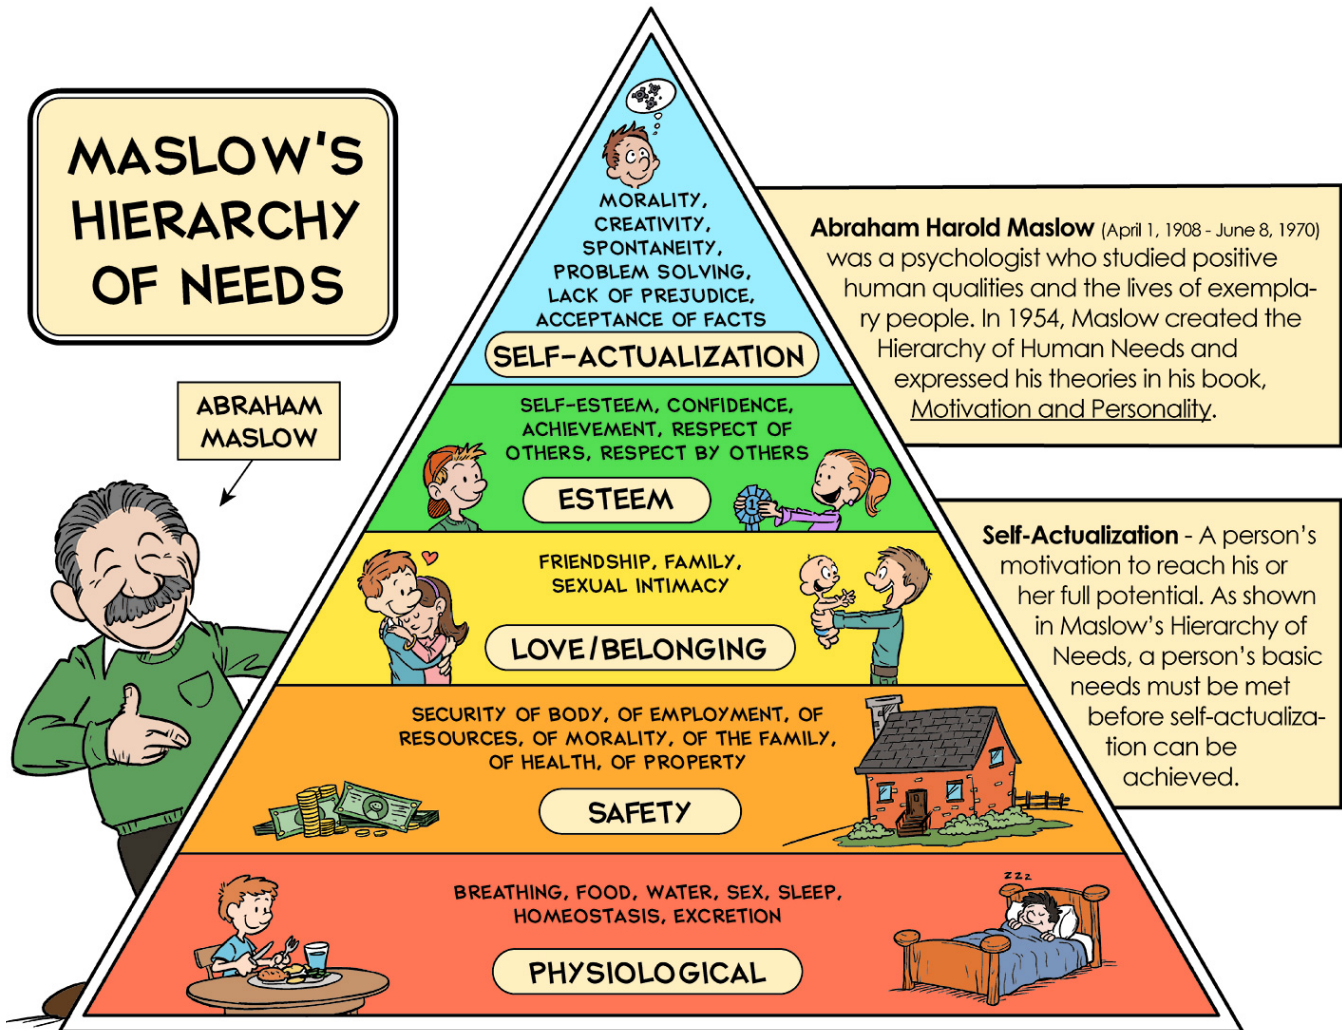 MASLOW'S
HIERARCHY
OF NEEDS
ABRAHAM
MASLOW
MORALITY,
CREATIVITY,
SPONTANEITY,
PROBLEM SOLVING,
LACK OF PREJUDICE,
ACCEPTANCE OF FACTS
SELF-ACTUALIZATION
SELF-ESTEEM, CONFIDENCE,
ACHIEVEMENT, RESPECT OF
OTHERS, RESPECT BY OTHERS
ESTEEM
1
FRIENDSHIP, FAMILY,
SEXUAL INTIMACY
LOVE/BELONGING
SECURITY OF BODY, OF EMPLOYMENT, OF
RESOURCES, OF MORALITY, OF THE FAMILY,
OF HEALTH, OF PROPERTY
SAFETY
BREATHING, FOOD, WATER, SEX, SLEEP,
HOMEOSTASIS, EXCRETION
PHYSIOLOGICAL
zzz
Abraham Harold Maslow (April 1, 1908 - June 8, 1970)
was a psychologist who studied positive
human qualities and the lives of exempla-
ry people. In 1954, Maslow created the
Hierarchy of Human Needs and
expressed his theories in his book,
Motivation and Personality.
Self-Actualization - A person's
motivation to reach his or
her full potential. As shown
in Maslow's Hierarchy of
Needs, a person's basic
needs must be met
before self-actualiza-
tion can be
achieved.